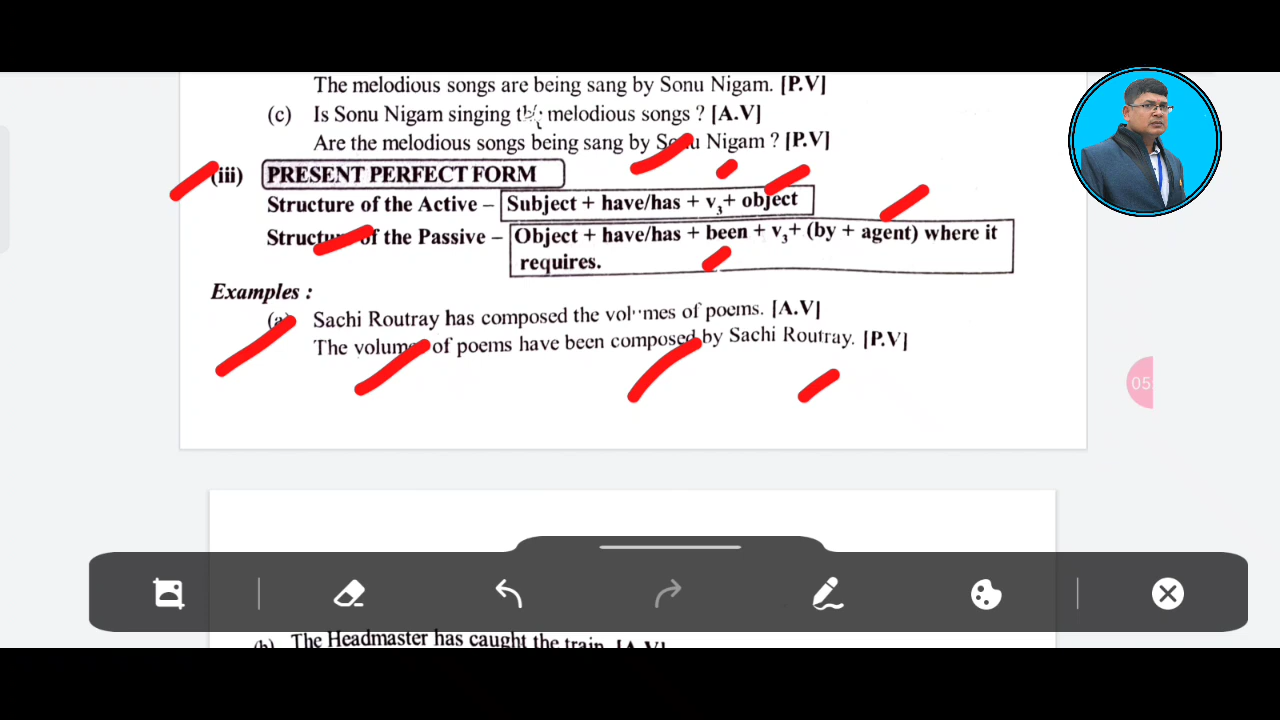 The melodious songs are being sang by Sonu Nigam. [P.V]
(c) Is Sonu Nigam singing the melodious songs ? [A.V]
Are the melodious songs being sang by Sonu Nigam ? [P.V]
(iii) PRESENT PERFECT FORM
Structure of the Active – Subject + have/has + v3+ object
Structure of the Passive – Object + have/has + been + v3+ (by + agent) where it
requires.
Examples :
(a) Sachi Routray has composed the volumes of poems. [A.V]
The volumes of poems have been composed by Sachi Routray. [P.V]
05
(b) The Headmaster has caught the train. [A.V]